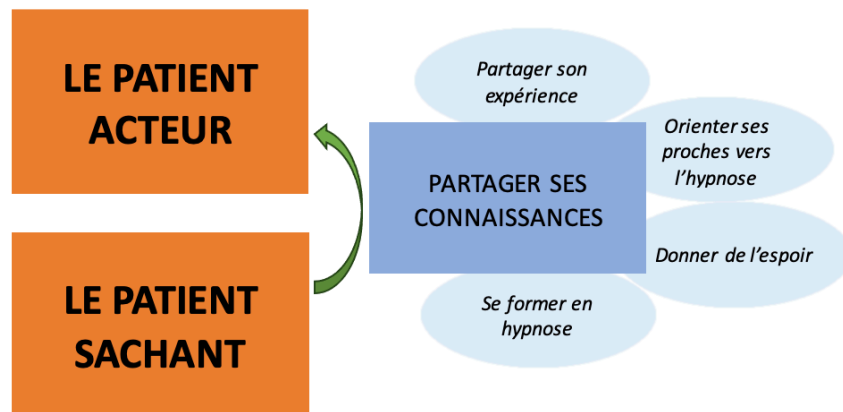 LE PATIENT
ACTEUR
LE PATIENT
SACHANT
PARTAGER SES
CONNAISSANCES
Partager son
expérience
Orienter ses
proches vers
l’hypnose
Donner de l’espoir
Se former en
hypnose